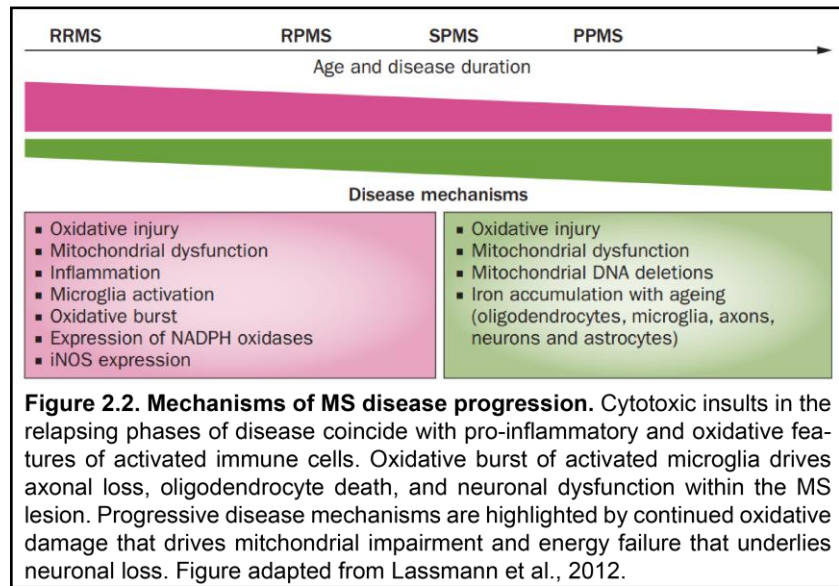 RRMS RPMS SPMS PPMS
Age and disease duration
Disease mechanisms
▪ Oxidative injury
▪ Mitochondrial dysfunction
▪ Inflammation
▪ Microglia activation
▪ Oxidative burst
▪ Expression of NADPH oxidases
▪ iNOS expression
▪ Oxidative injury
▪ Mitochondrial dysfunction
▪ Mitochondrial DNA deletions
▪ Iron accumulation with ageing
(oligodendrocytes, microglia, axons,
neurons and astrocytes)
Figure 2.2. Mechanisms of MS disease progression. Cytotoxic insults in the
relapsing phases of disease coincide with pro-inflammatory and oxidative fea-
tures of activated immune cells. Oxidative burst of activated microglia drives
axonal loss, oligodendrocyte death, and neuronal dysfunction within the MS
lesion. Progressive disease mechanisms are highlighted by continued oxidative
damage that drives mitchondrial impairment and energy failure that underlies
neuronal loss. Figure adapted from Lassmann et al., 2012.